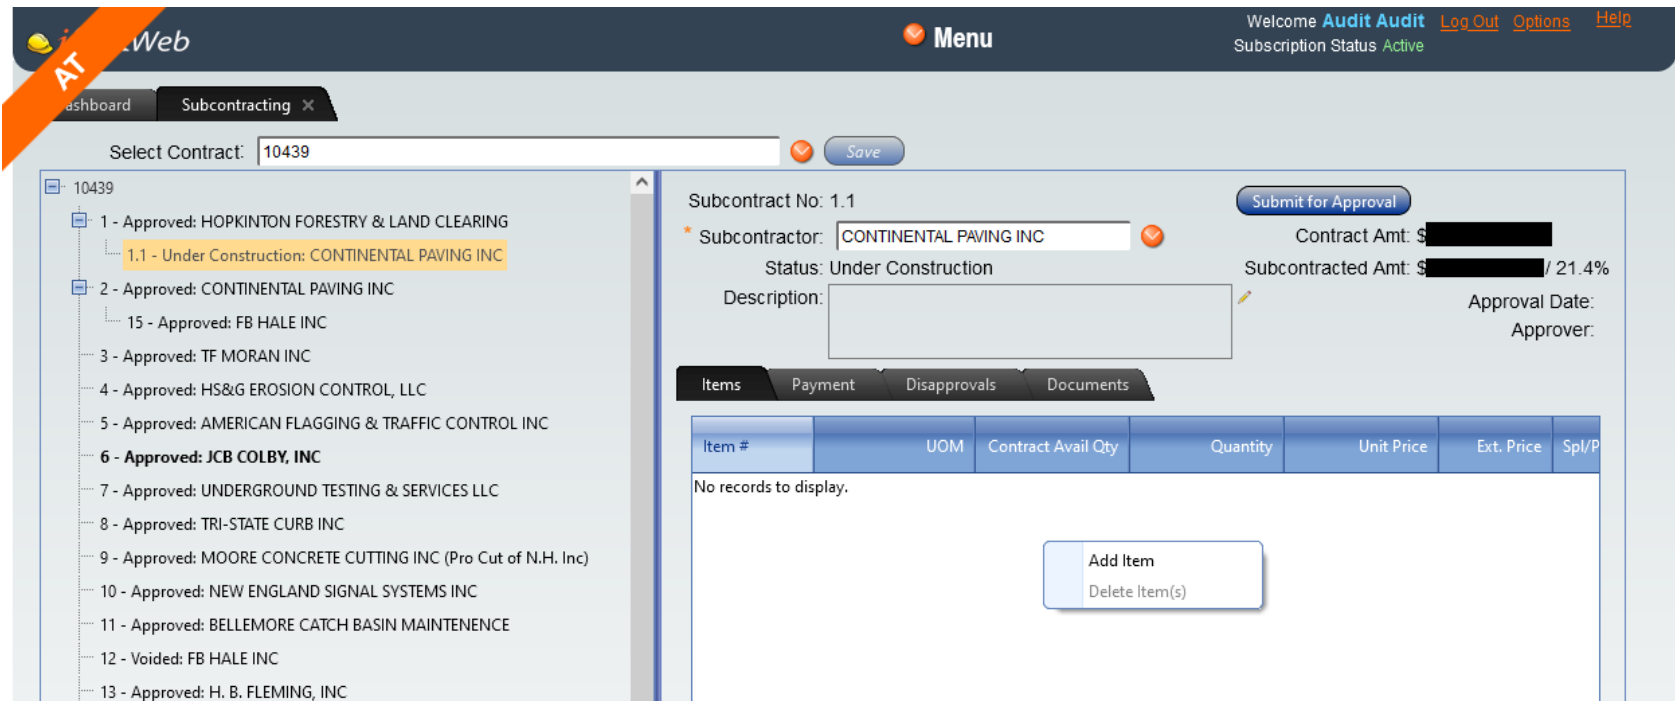 Welcome Audit Audit Log Out Options Help
Subscription Status Active
Web
Menu
AT
ashboard
Subcontracting
Select Contract: 10439
Save
10439
1 - Approved: HOPKINTON FORESTRY & LAND CLEARING
1.1 - Under Construction: CONTINENTAL PAVING INC
2 - Approved: CONTINENTAL PAVING INC
15 - Approved: FB HALE INC
3 - Approved: TF MORAN INC
4 - Approved: HS&G EROSION CONTROL, LLC
5 - Approved: AMERICAN FLAGGING & TRAFFIC CONTROL INC
6 - Approved: JCB COLBY, INC
7 - Approved: UNDERGROUND TESTING & SERVICES LLC
8 - Approved: TRI-STATE CURB INC
9 - Approved: MOORE CONCRETE CUTTING INC (Pro Cut of N.H. Inc)
10 - Approved: NEW ENGLAND SIGNAL SYSTEMS INC
11 - Approved: BELLEMORE CATCH BASIN MAINTENENCE
12 - Voided: FB HALE INC
13 - Approved: H. B. FLEMING, INC
Subcontract No: 1.1
Submit for Approval
* Subcontractor: CONTINENTAL PAVING INC
Contract Amt: $
Status: Under Construction
Subcontracted Amt: $ / 21.4%
Description:
Approval Date:
Approver:
Items Payment Disapprovals Documents
Item # UOM Contract Avail Qty Quantity Unit Price Ext. Price Spl/P
No records to display.
Add Item
Delete Item(s)